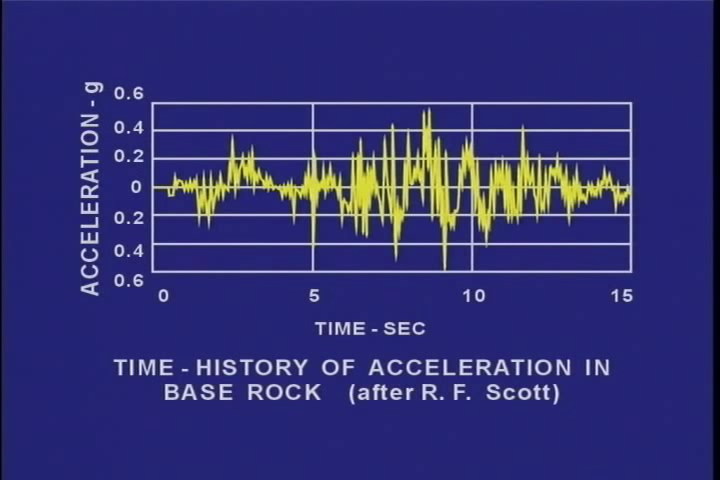 ACCELERATION - g
0.6
0.4
0.2
0
0.2
0.4
0.6
0 5 10 15
TIME - SEC
TIME - HISTORY OF ACCELERATION IN
BASE ROCK (after R. F. Scott)